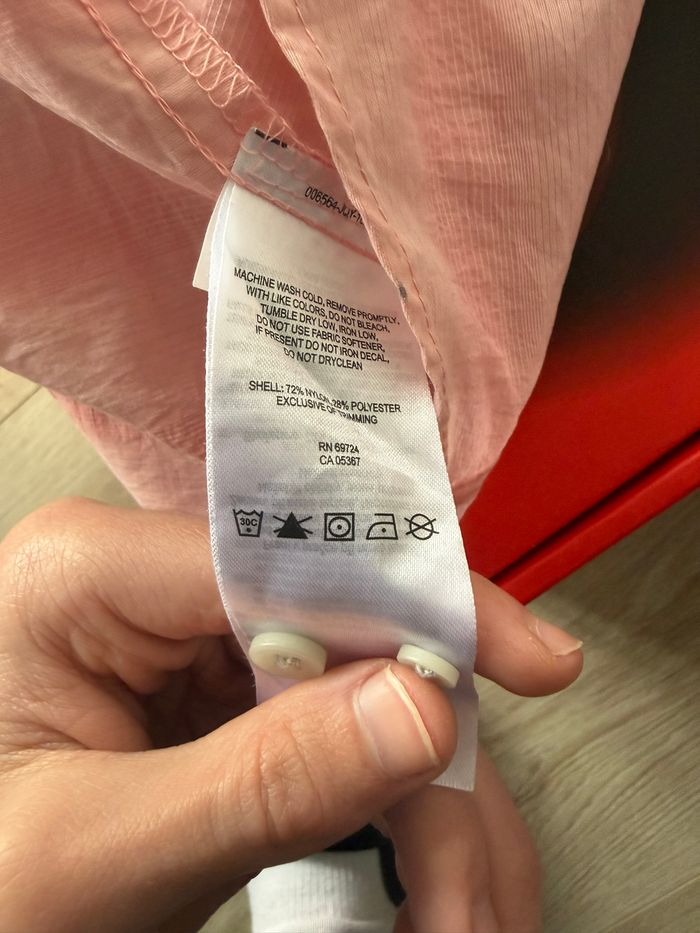 MACHINE WASH COLD, REMOVE PROMPTLY,
WITH LIKE COLORS, DO NOT BLEACH,
TUMBLE DRY LOW, IRON LOW,
DO NOT USE FABRIC SOFTENER,
IF PRESENT DO NOT IRON DECAL,
DO NOT DRYCLEAN
SHELL: 72% NYLON, 28% POLYESTER
EXCLUSIVE OF TRIMMING
RN 69724
CA 05367
30C